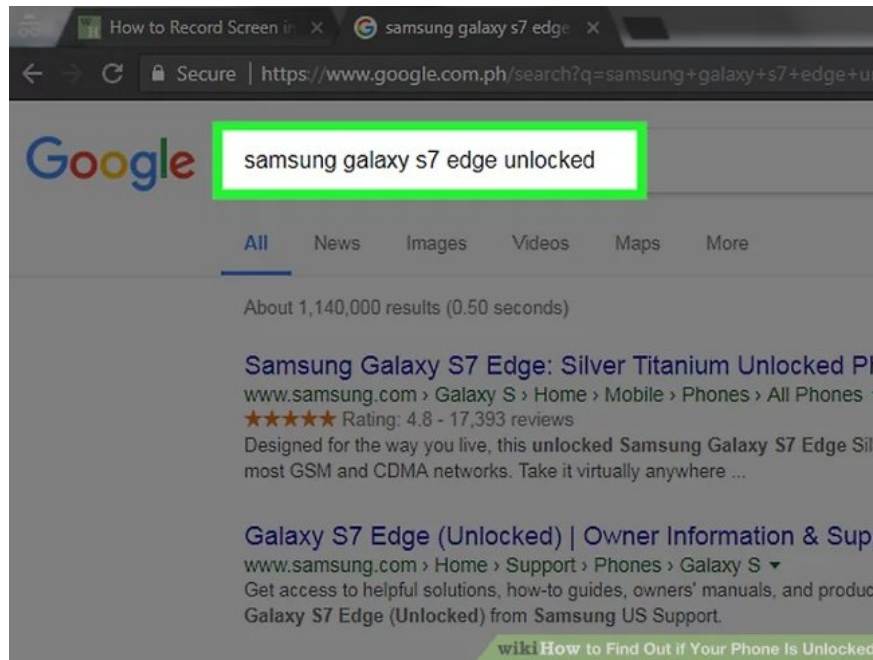 How to Record Screen in
samsung galaxy s7 edge
Secure | https://www.google.com.ph/search?q=samsung+galaxy+s7+edge+u
Google
samsung galaxy s7 edge unlocked
All News Images Videos Maps More
About 1,140,000 results (0.50 seconds)
Samsung Galaxy S7 Edge: Silver Titanium Unlocked P
www.samsung.com › Galaxy S › Home › Mobile › Phones › All Phones
★★★★★ Rating: 4.8 - 17,393 reviews
Designed for the way you live, this unlocked Samsung Galaxy S7 Edge Sil
most GSM and CDMA networks. Take it virtually anywhere ...
Galaxy S7 Edge (Unlocked) | Owner Information & Sup
www.samsung.com › Home › Support › Phones › Galaxy S
Get access to helpful solutions, how-to guides, owners' manuals, and produc
Galaxy S7 Edge (Unlocked) from Samsung US Support.
wikiHow to Find Out if Your Phone Is Unlocked